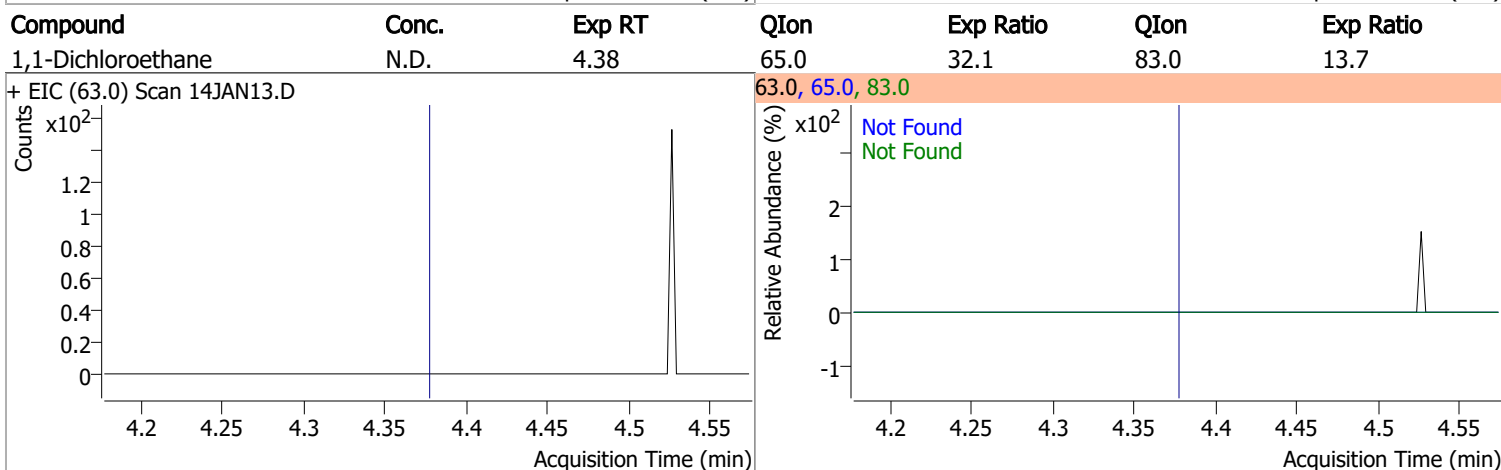 Compound Conc. Exp RT QIon Exp Ratio QIon Exp Ratio
1,1-Dichloroethane N.D. 4.38 65.0 32.1 83.0 13.7
+ EIC (63.0) Scan 14JAN13.D
Counts
x10²
1.2
1
0.8
0.6
0.4
0.2
0
4.2 4.25 4.3 4.35 4.4 4.45 4.5 4.55
Acquisition Time (min)
63.0, 65.0, 83.0
Relative Abundance (%)
x10²
Not Found
Not Found
2
1
0
-1
4.2 4.25 4.3 4.35 4.4 4.45 4.5 4.55
Acquisition Time (min)